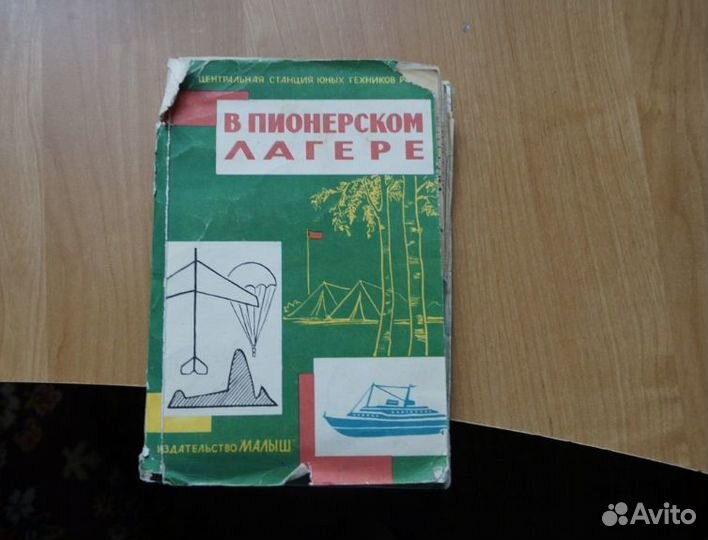 ЦЕНТРАЛЬНАЯ СТАНЦИЯ ЮНЫХ ТЕХНИКОВ
В ПИОНЕРСКОМ
ЛАГЕРЕ
ИЗДАТЕЛЬСТВО МАЛЫШ
Avito